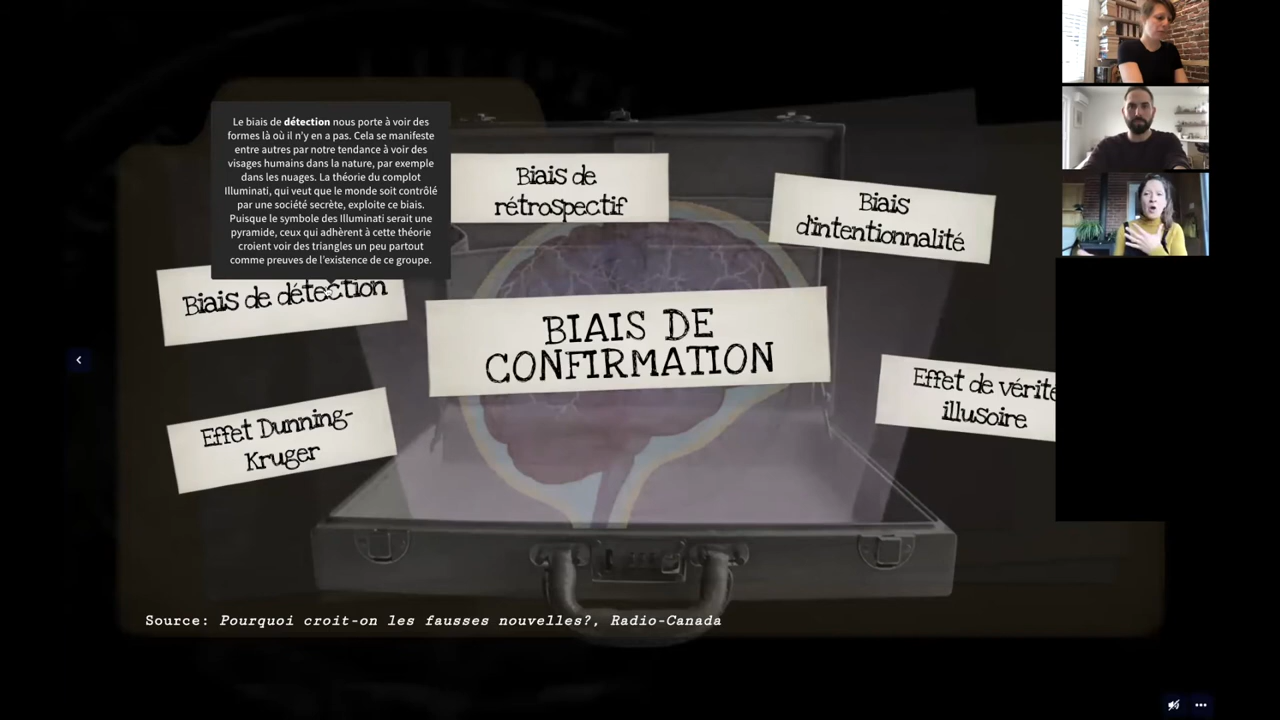 Le biais de détection nous porte à voir des
formes là où il n'y en a pas. Cela se manifeste
entre autres par notre tendance à voir des
visages humains dans la nature, par exemple
dans les nuages. La théorie du complot
Illuminati, qui veut que le monde soit contrôlé
par une société secrète, exploite ce biais.
Puisque le symbole des Illuminati serait une
pyramide, ceux qui adhèrent à cette théorie
croient voir des triangles un peu partout
comme preuves de l'existence de ce groupe.
Biais de
rétrospectif
Biais
d'intentionnalité
Biais de détection
BIAIS DE
CONFIRMATION
Effet de vérité
illusoire
Effet Dunning-
Kruger
Source: Pourquoi croit-on les fausses nouvelles?, Radio-Canada